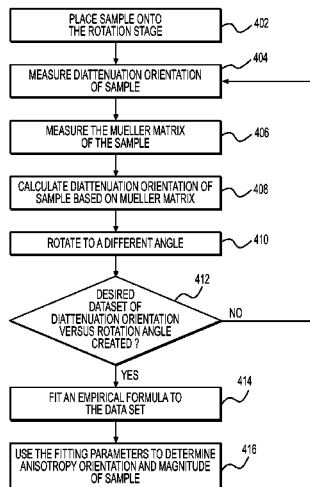 PLACE SAMPLE ONTO
THE ROTATION STAGE
402
MEASURE DIATTENUATION ORIENTATION
OF SAMPLE
404
MEASURE THE MUELLER MATRIX
OF THE SAMPLE
406
CALCULATE DIATTENUATION ORIENTATION OF
SAMPLE BASED ON MUELLER MATRIX
408
ROTATE TO A DIFFERENT ANGLE
410
412
DESIRED
DATASET OF
DIATTENUATION ORIENTATION
VERSUS ROTATION ANGLE
CREATED ?
NO
YES
FIT AN EMPIRICAL FORMULA TO
THE DATA SET
414
USE THE FITTING PARAMETERS TO DETERMINE
ANISOTROPY ORIENTATION AND MAGNITUDE
OF SAMPLE
416